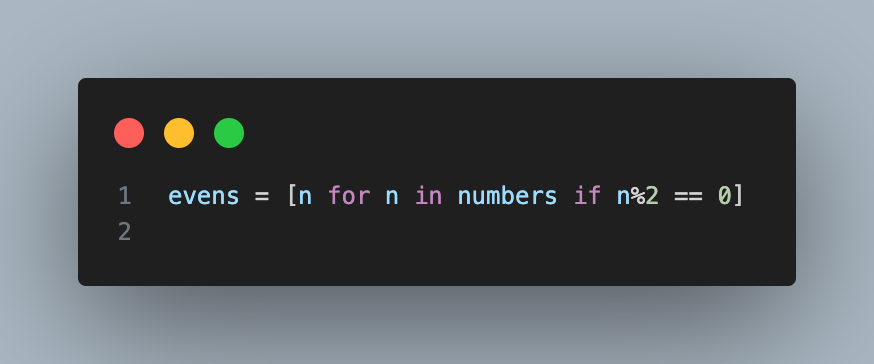 1 evens = [n for n in numbers if n%2 == 0]
2